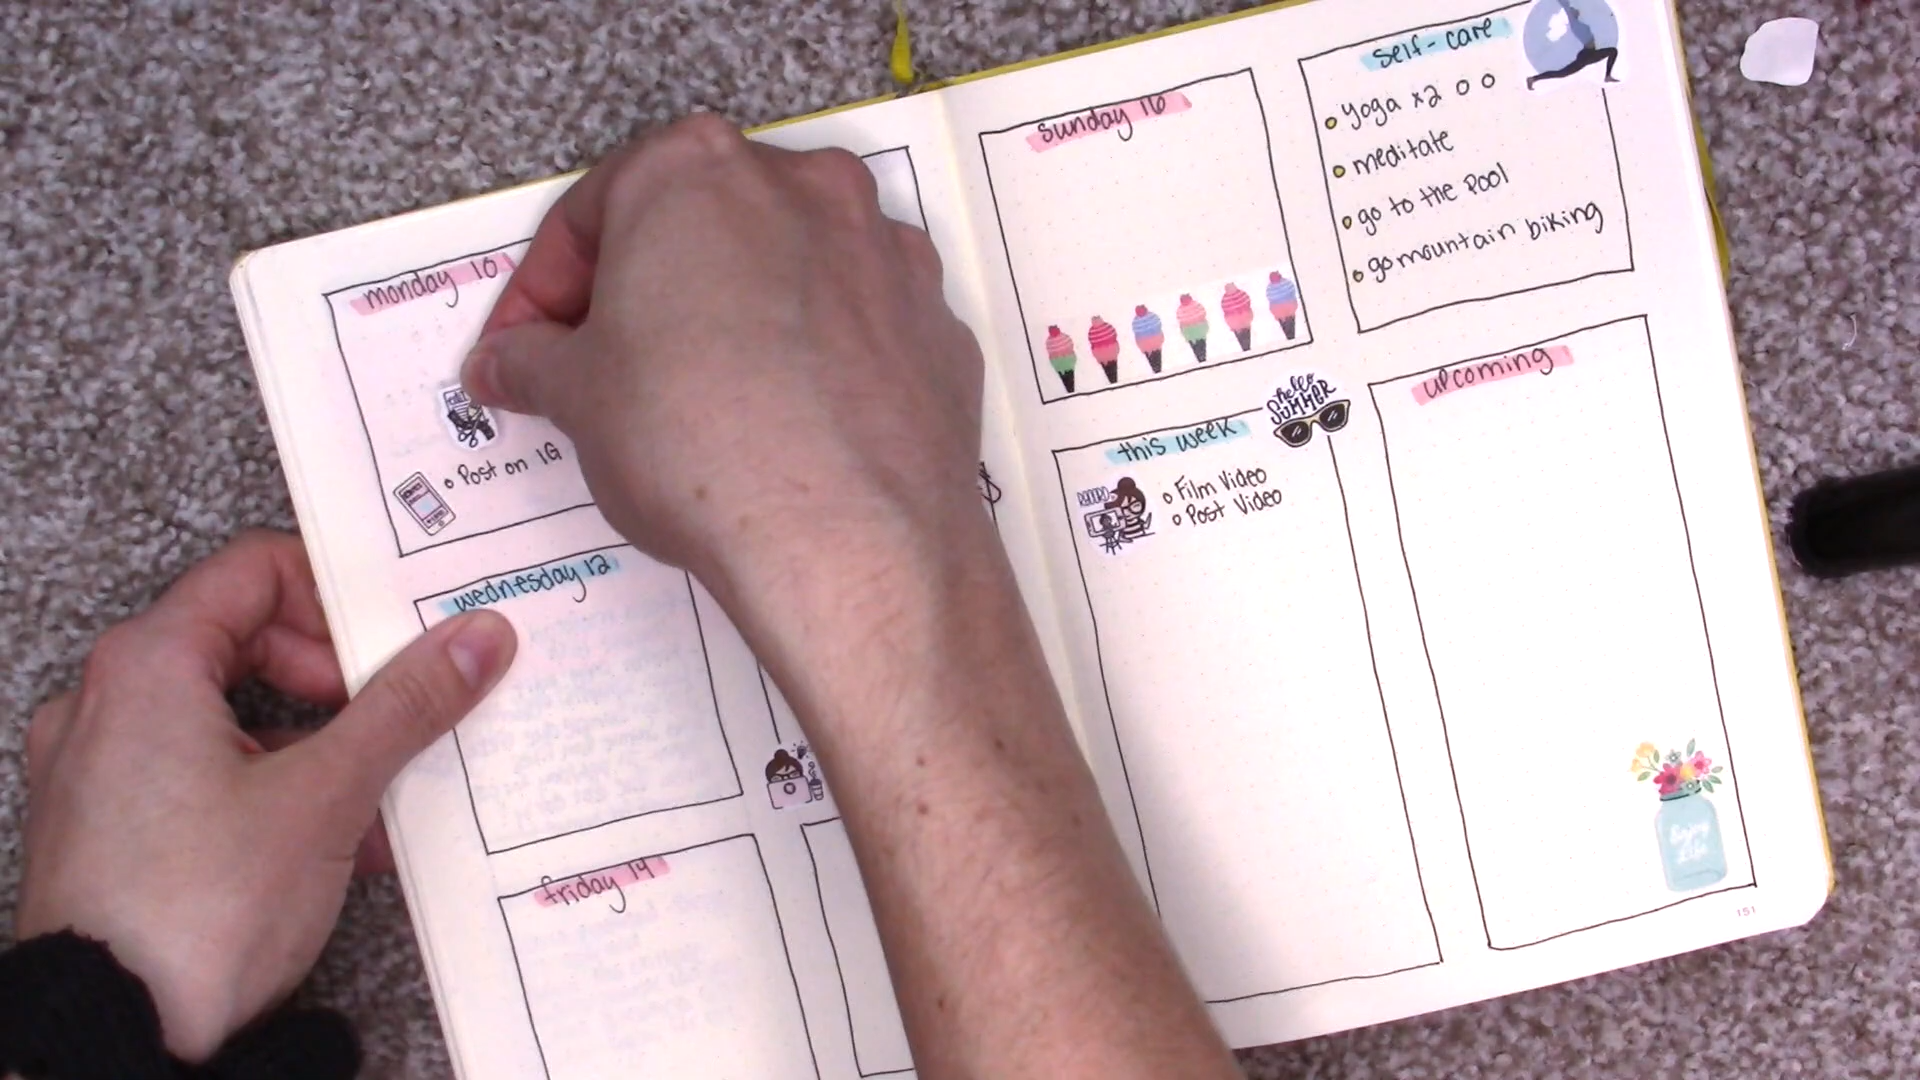 monday 10
Post on IG
wednesday 12
friday 14
sunday 16
self-care
yoga x2
meditate
go to the pool
go mountain biking
this week
hello
SUMMER
RECORD
Film Video
Post Video
upcoming
Enjoy
Life
151